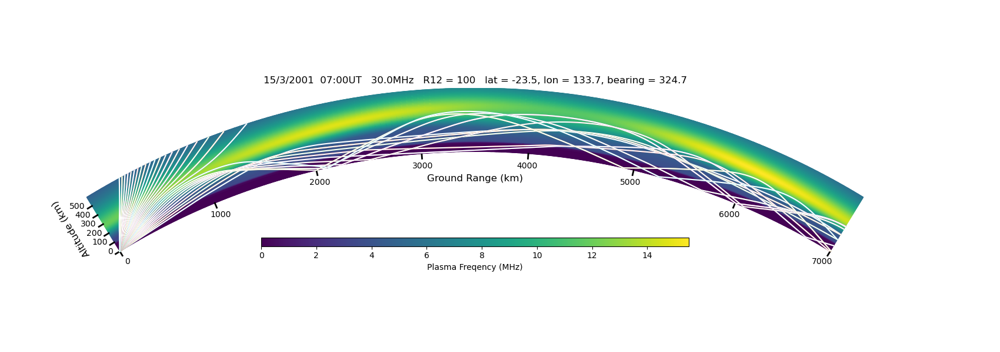 15/3/2001  07:00UT   30.0MHz   R12 = 100   lat = -23.5, lon = 133.7, bearing = 324.7
3000
4000
Ground Range (km)
2000
5000
500
400
300
200
100
0
Altitude (km)
1000
6000
0
7000
0 2 4 6 8 10 12 14
Plasma Freqency (MHz)